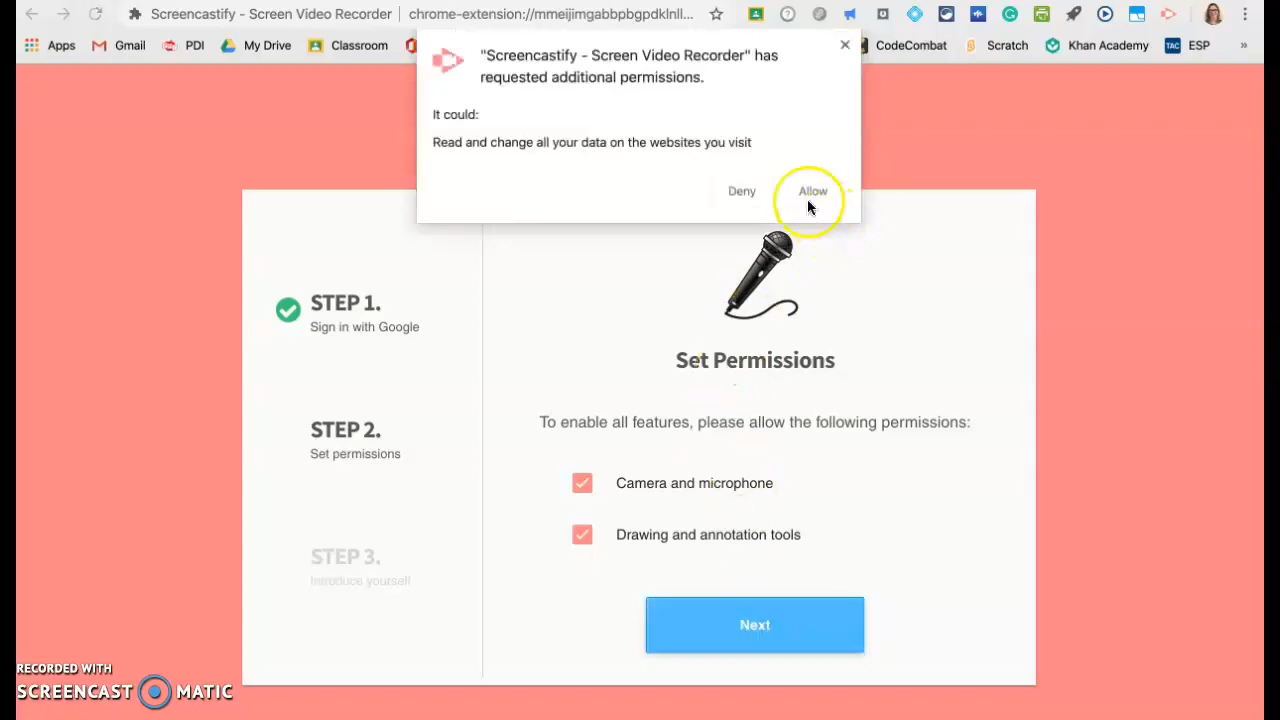 Screencastify - Screen Video Recorder
chrome-extension://mmeijimgabbpbgpdklnll...
Apps
Gmail
PDI
My Drive
Classroom
CodeCombat
Scratch
Khan Academy
TAC
ESP
»
"Screencastify - Screen Video Recorder" has
requested additional permissions.
It could:
Read and change all your data on the websites you visit
Deny
Allow
STEP 1.
Sign in with Google
STEP 2.
Set permissions
STEP 3.
Introduce yourself
Set Permissions
To enable all features, please allow the following permissions:
Camera and microphone
Drawing and annotation tools
Next
RECORDED WITH
SCREENCAST MATIC